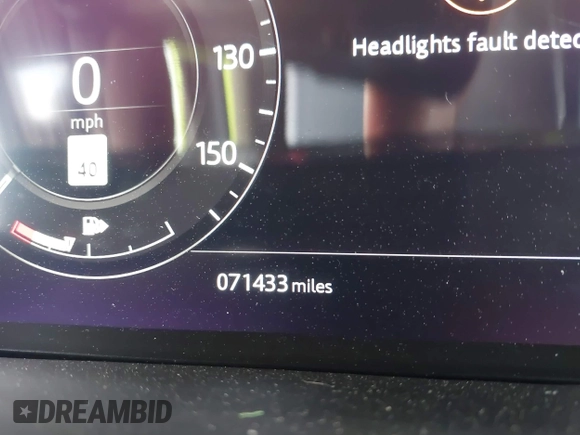 130
Headlights fault detec
0
mph
40
150
071433 miles
DREAMBID